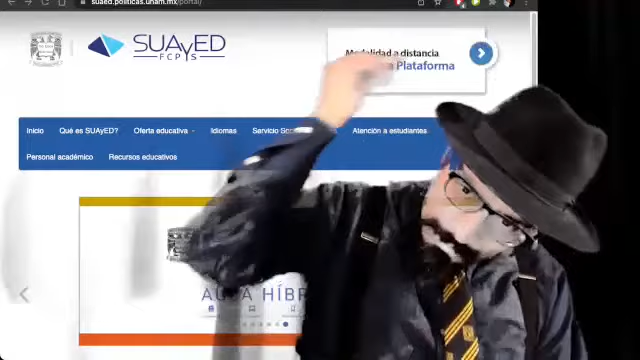 suaed.politicas.unam.mx/portal/
SUAyED
FCPyS
Modalidad a distancia
Plataforma
Inicio
Qué es SUAyED?
Oferta educativa
Idiomas
Servicio
Atención a estudiantes
Personal académico
Recursos educativos
AULA HÍBR